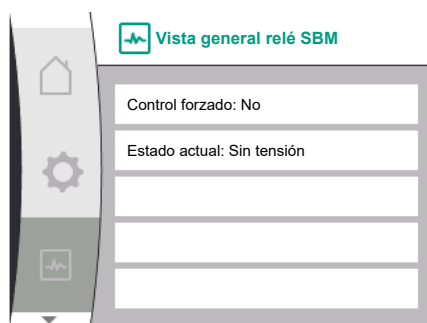 Vista general relé SBM
Control forzado: No
Estado actual: Sin tensión